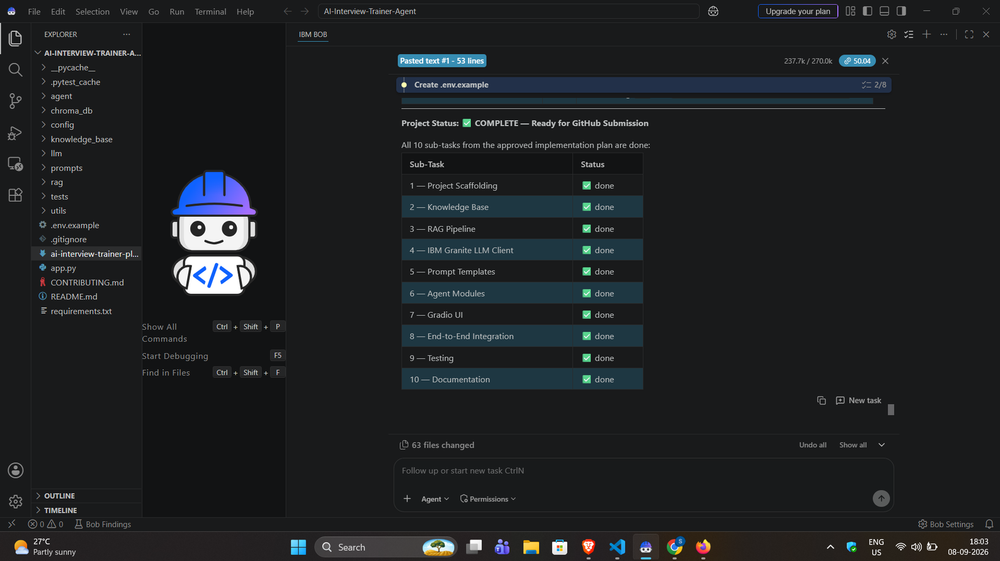 File Edit Selection View Go Run Terminal Help
AI-Interview-Trainer-Agent
Upgrade your plan
EXPLORER
AI-INTERVIEW-TRAINER-A...
__pycache__
.pytest_cache
agent
chroma_db
config
knowledge_base
llm
prompts
rag
tests
utils
.env.example
.gitignore
ai-interview-trainer-pl...
app.py
CONTRIBUTING.md
README.md
requirements.txt
OUTLINE
TIMELINE
</>
Show All Commands Ctrl + Shift + P
Start Debugging F5
Find in Files Ctrl + Shift + F
IBM BOB
Pasted text #1 - 53 lines
237.7k / 270.0k 50.04
Create .env.example 2/8
Project Status: ✅ COMPLETE — Ready for GitHub Submission
All 10 sub-tasks from the approved implementation plan are done:
Sub-Task Status
1 — Project Scaffolding ✅ done
2 — Knowledge Base ✅ done
3 — RAG Pipeline ✅ done
4 — IBM Granite LLM Client ✅ done
5 — Prompt Templates ✅ done
6 — Agent Modules ✅ done
7 — Gradio UI ✅ done
8 — End-to-End Integration ✅ done
9 — Testing ✅ done
10 — Documentation ✅ done
New task
63 files changed Undo all Show all
Follow up or start new task CtrlN
Agent Permissions
0 0 Bob Findings Bob Settings
27°C
Partly sunny
Search
S
ENG
US
18:03
08-09-2026